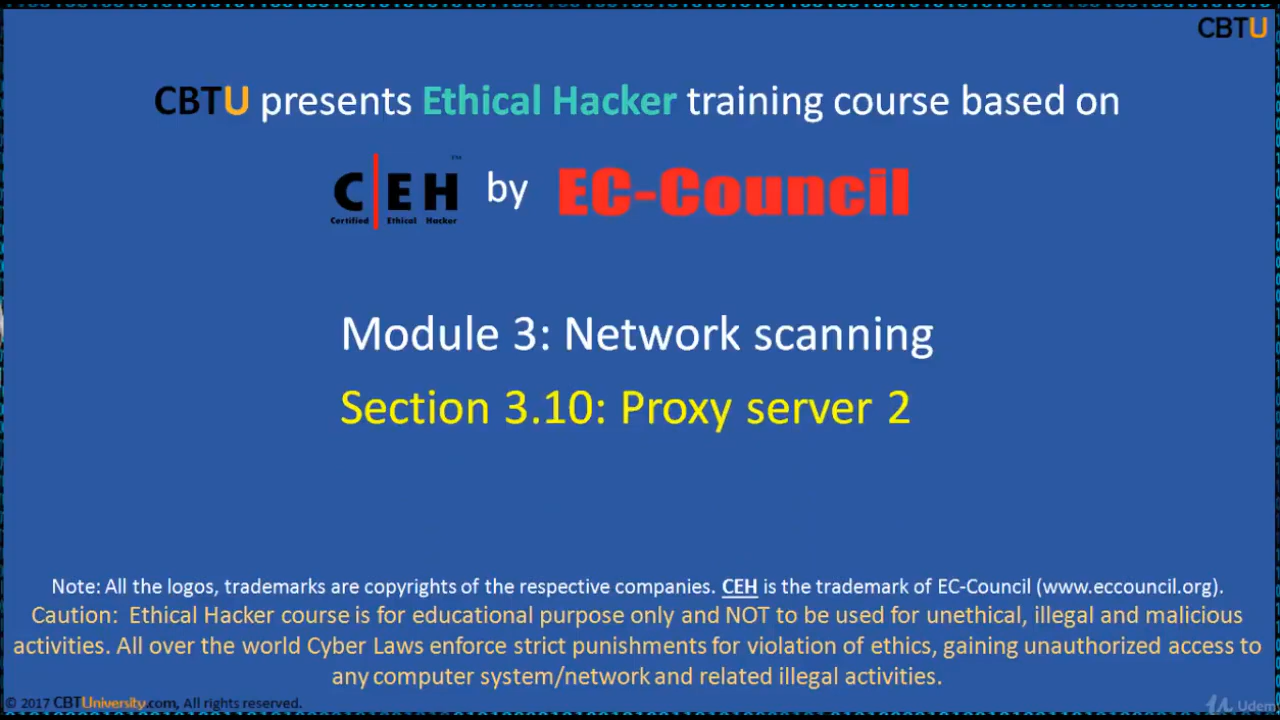 CBTU
CBTU presents Ethical Hacker training course based on
C|EH™ by EC-Council
Certified Ethical Hacker
Module 3: Network scanning
Section 3.10: Proxy server 2
Note: All the logos, trademarks are copyrights of the respective companies. CEH is the trademark of EC-Council (www.eccouncil.org).
Caution: Ethical Hacker course is for educational purpose only and NOT to be used for unethical, illegal and malicious
activities. All over the world Cyber Laws enforce strict punishments for violation of ethics, gaining unauthorized access to
any computer system/network and related illegal activities.
© 2017 CBTUniversity.com, All rights reserved.